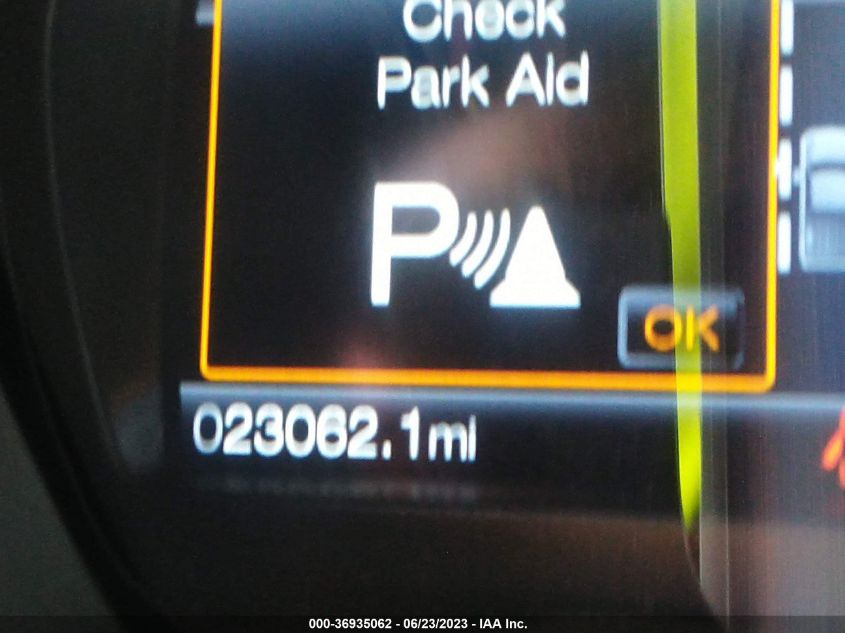 Check
Park Aid
P
OK
023062.1mi
000-36935062 - 06/23/2023 - IAA Inc.